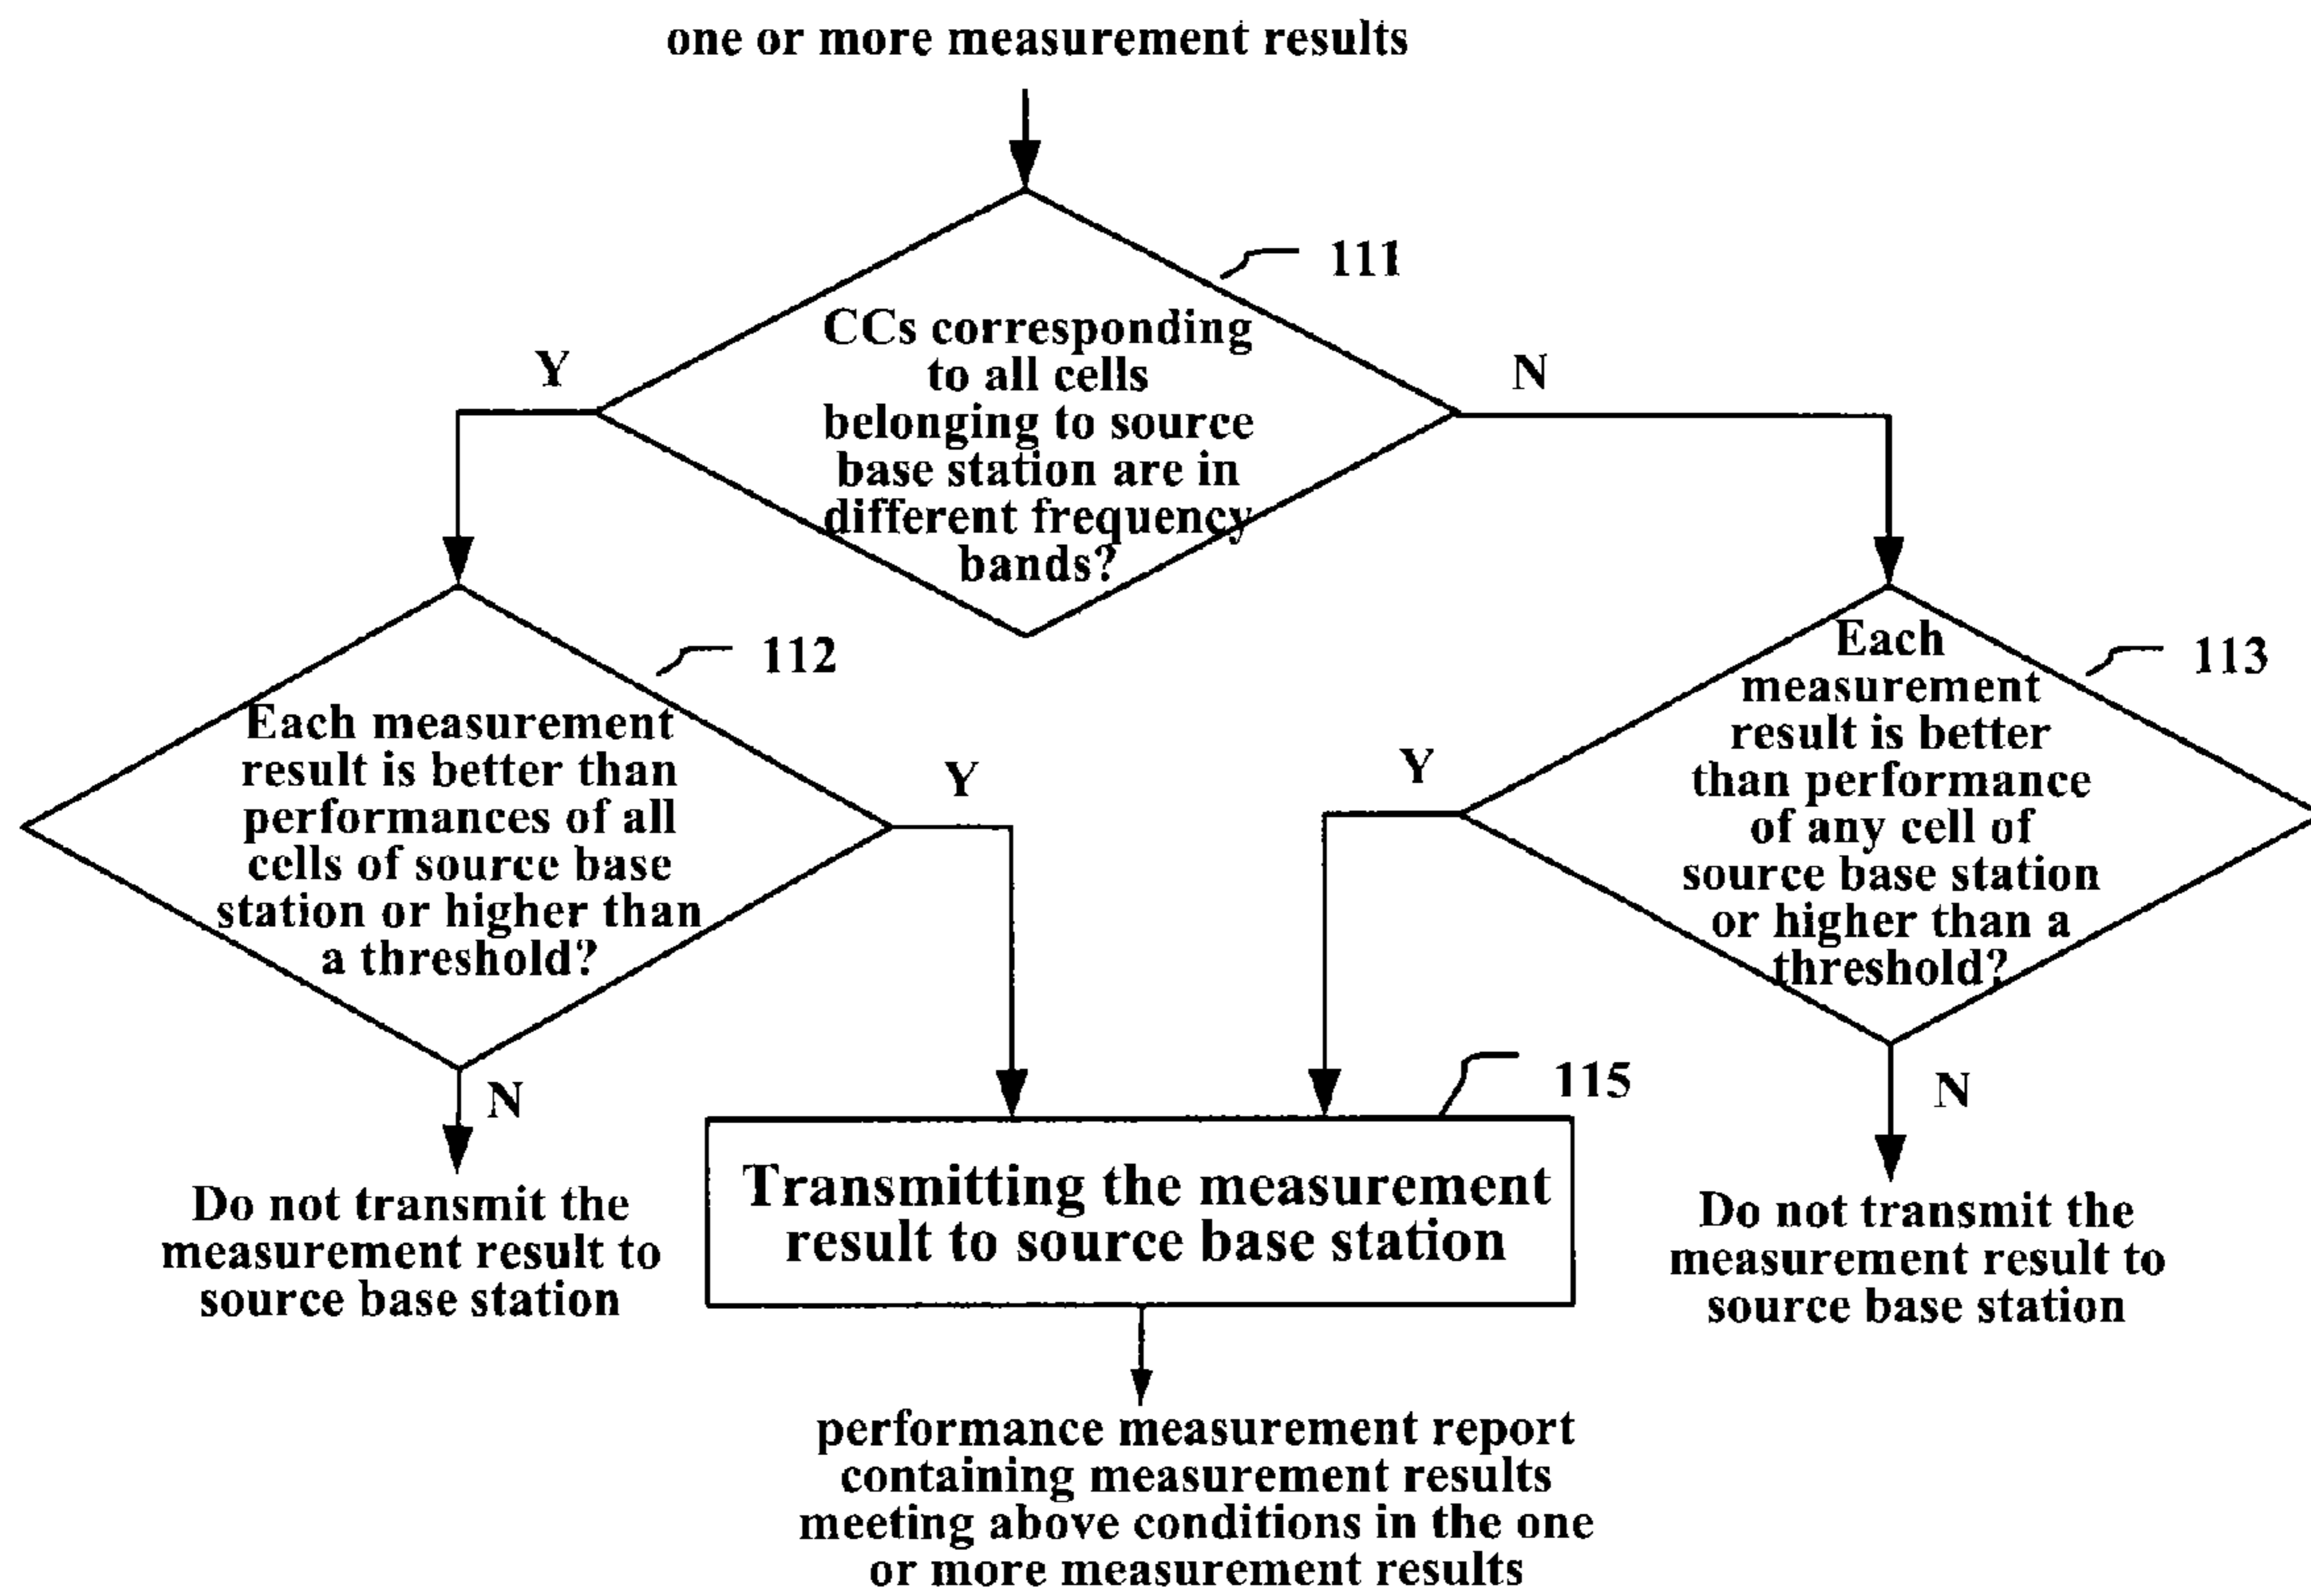 one or more measurement results
111
CCs corresponding
to all cells
belonging to source
base station are in
different frequency
bands?
Y
N
112
Each measurement
result is better than
performances of all
cells of source base
station or higher than
a threshold?
Y
N
113
Each
measurement
result is better
than performance
of any cell of
source base station
or higher than a
threshold?
Y
N
Do not transmit the
measurement result to
source base station
115
Transmitting the measurement
result to source base station
Do not transmit the
measurement result to
source base station
performance measurement report
containing measurement results
meeting above conditions in the one
or more measurement results